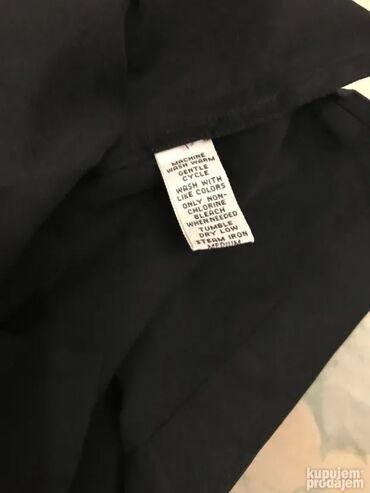 MACHINE
WASH WARM
GENTLE
CYCLE
WASH WITH
LIKE COLORS
ONLY NON-
CHLORINE
BLEACH
WHEN NEEDED
TUMBLE
DRY LOW
STEAM IRON
MEDIUM
kupujem
prodajem